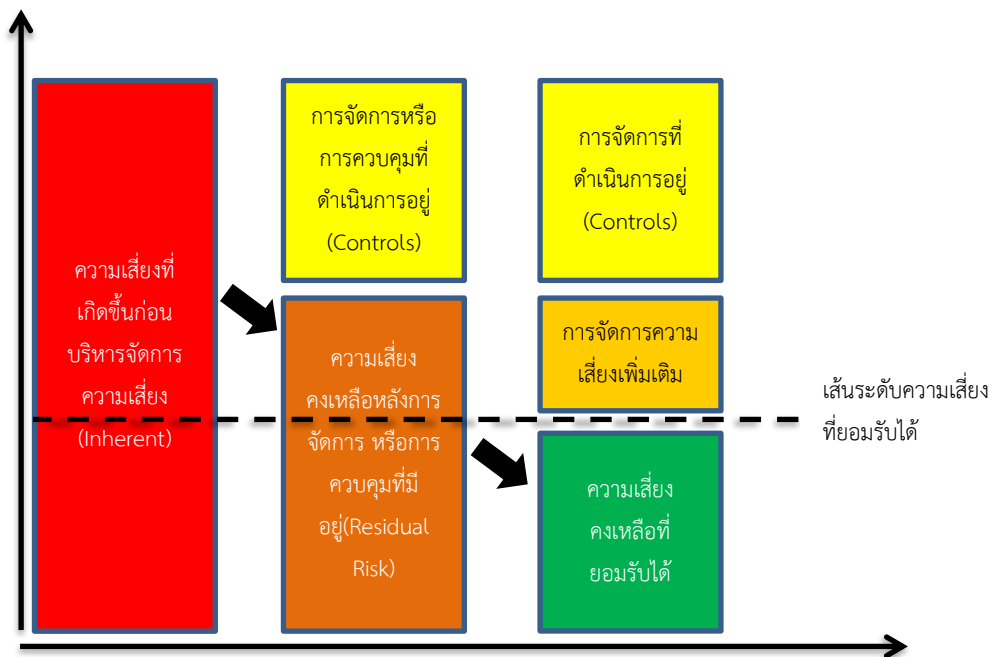 ความเสี่ยงที่
เกิดขึ้นก่อน
บริหารจัดการ
ความเสี่ยง
(Inherent)
การจัดการหรือ
การควบคุมที่
ดำเนินการอยู่
(Controls)
ความเสี่ยง
คงเหลือหลังการ
จัดการ หรือการ
ควบคุมที่มี
อยู่(Residual
Risk)
การจัดการที่
ดำเนินการอยู่
(Controls)
การจัดการความ
เสี่ยงเพิ่มเติม
ความเสี่ยง
คงเหลือที่
ยอมรับได้
เส้นระดับความเสี่ยง
ที่ยอมรับได้